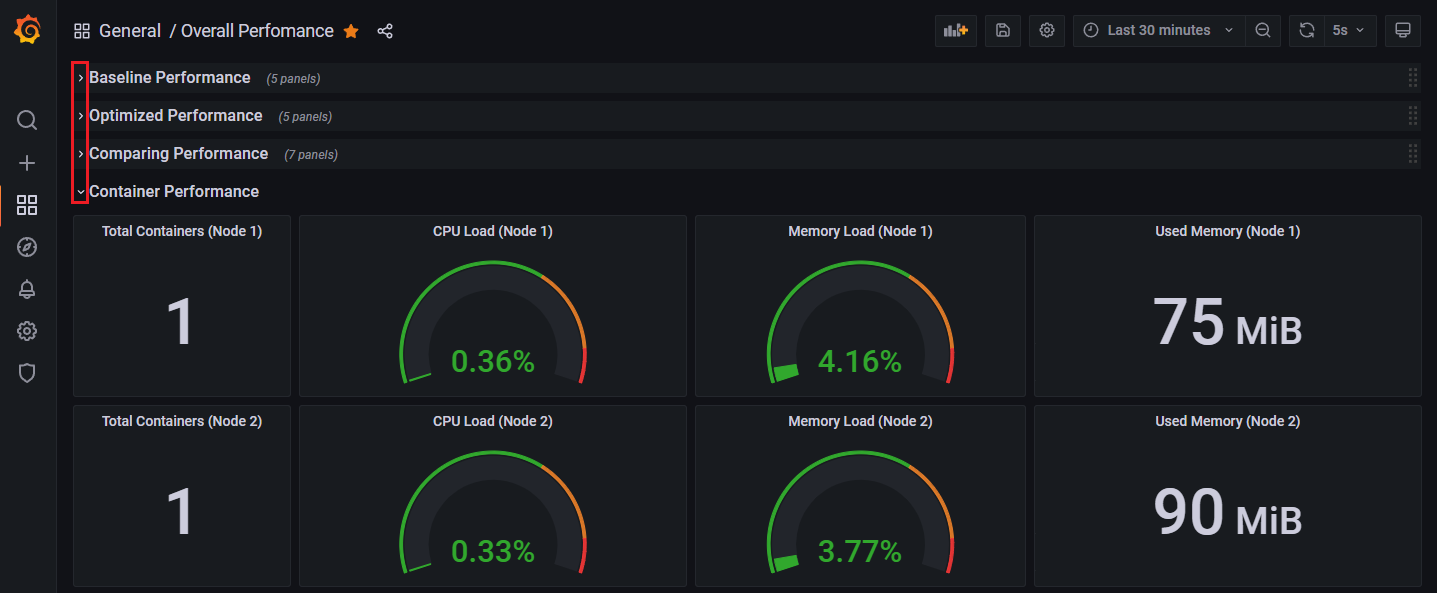 General / Overall Perfomance
Last 30 minutes
5s
Baseline Performance (5 panels)
Optimized Performance (5 panels)
Comparing Performance (7 panels)
Container Performance
Total Containers (Node 1)
1
CPU Load (Node 1)
0.36%
Memory Load (Node 1)
4.16%
Used Memory (Node 1)
75 MiB
Total Containers (Node 2)
1
CPU Load (Node 2)
0.33%
Memory Load (Node 2)
3.77%
Used Memory (Node 2)
90 MiB